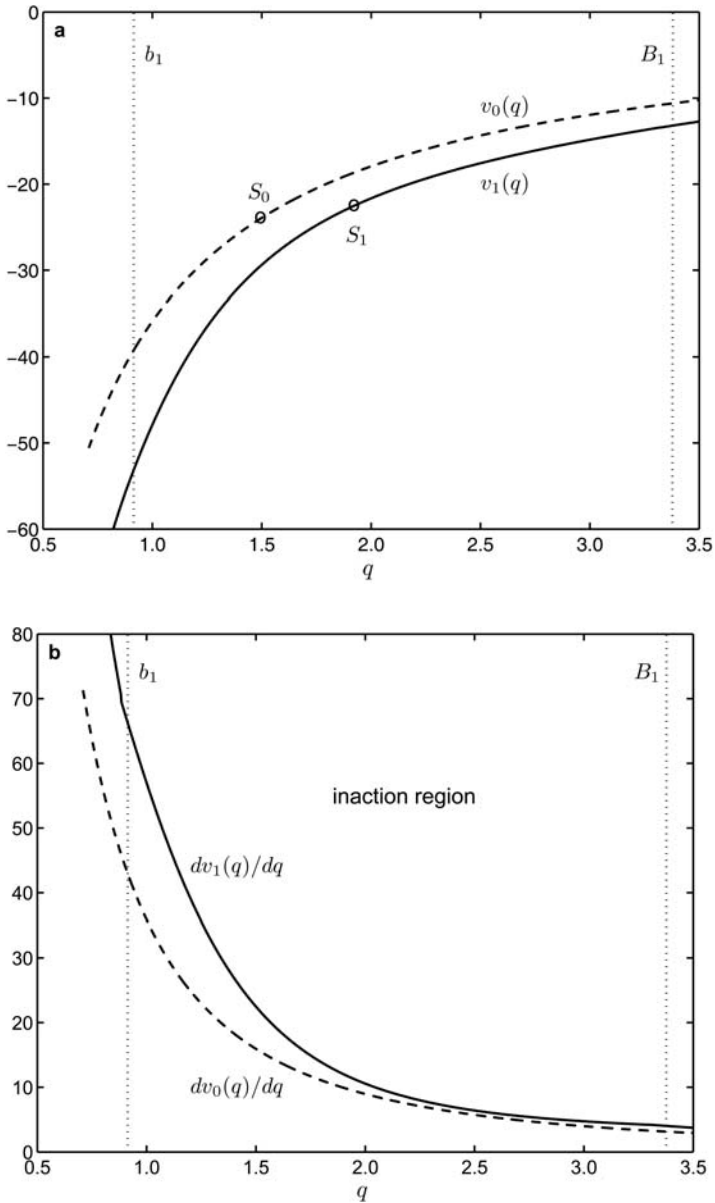 0
a
b₁
B₁
−10
v₀(q)
v₁(q)
−20
S₀
S₁
−30
−40
−50
−60
0.5 1.0 1.5 2.0 2.5 3.0 3.5
q
80
b
b₁
B₁
70
60
inaction region
50
dv₁(q)/dq
40
30
20
dv₀(q)/dq
10
0
0.5 1.0 1.5 2.0 2.5 3.0 3.5
q